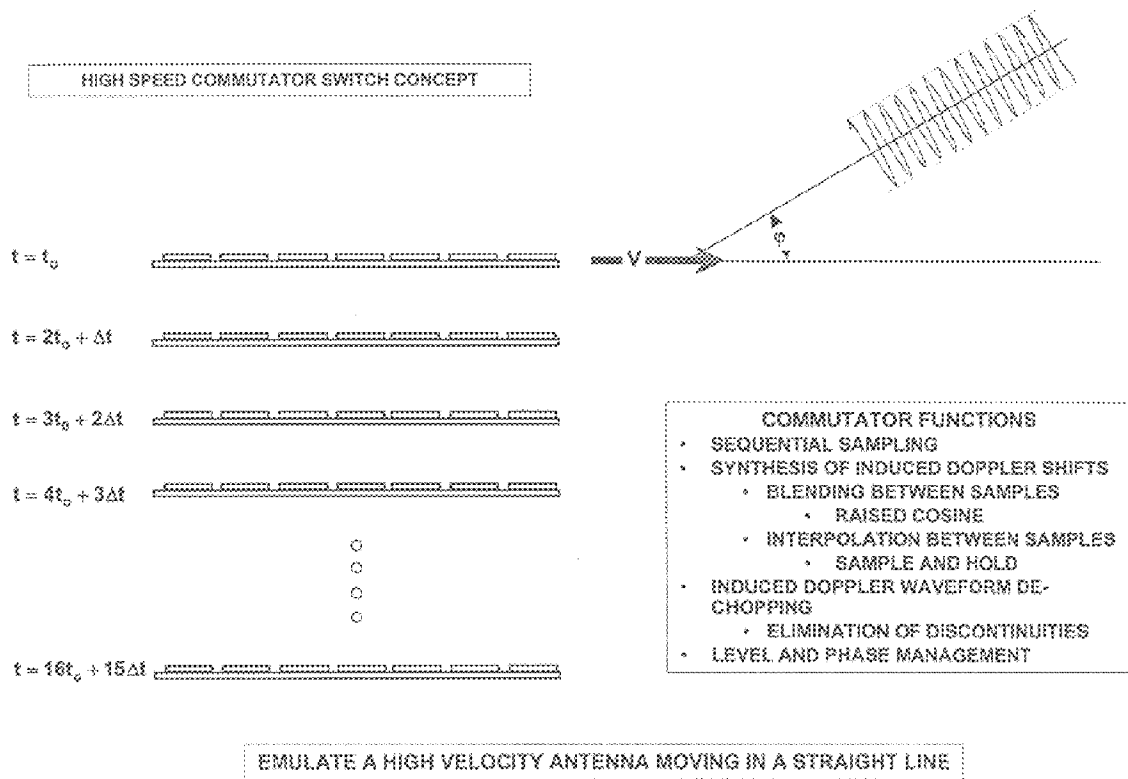 HIGH SPEED COMMUTATOR SWITCH CONCEPT
φ
t = t₀
V
t = 2t₀ + Δt
t = 3t₀ + 2Δt
t = 4t₀ + 3Δt
t = 16t₀ + 15Δt
COMMUTATOR FUNCTIONS
• SEQUENTIAL SAMPLING
• SYNTHESIS OF INDUCED DOPPLER SHIFTS
• BLENDING BETWEEN SAMPLES
• RAISED COSINE
• INTERPOLATION BETWEEN SAMPLES
• SAMPLE AND HOLD
• INDUCED DOPPLER WAVEFORM DE-
CHOPPING
• ELIMINATION OF DISCONTINUITIES
• LEVEL AND PHASE MANAGEMENT
EMULATE A HIGH VELOCITY ANTENNA MOVING IN A STRAIGHT LINE